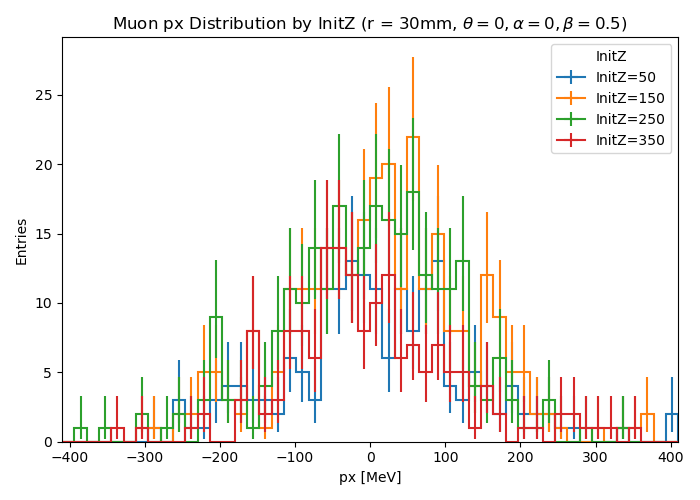 Muon px Distribution by InitZ (r = 30mm, θ = 0, α = 0, β = 0.5)
InitZ
InitZ=50
InitZ=150
InitZ=250
InitZ=350
Entries
25
20
15
10
5
0
−400 −300 −200 −100 0 100 200 300 400
px [MeV]